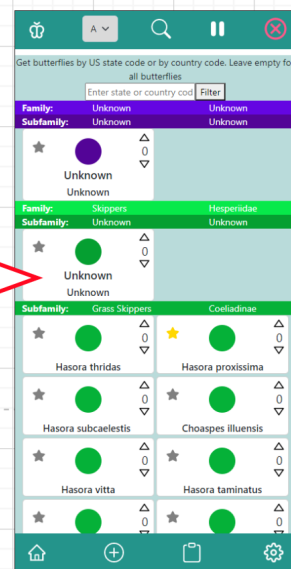 A
Get butterflies by US state code or by country code. Leave empty fo
all butterflies
Enter state or country cod Filter
Family: Unknown Unknown
Subfamily: Unknown Unknown
0
Unknown
Unknown
Family: Skippers Hesperiidae
Subfamily: Unknown Unknown
0
Unknown
Unknown
Subfamily: Grass Skippers Coeliadinae
0 0
Hasora thridas Hasora proxissima
0 0
Hasora subcaelestis Choaspes illuensis
0 0
Hasora vitta Hasora taminatus
0 0